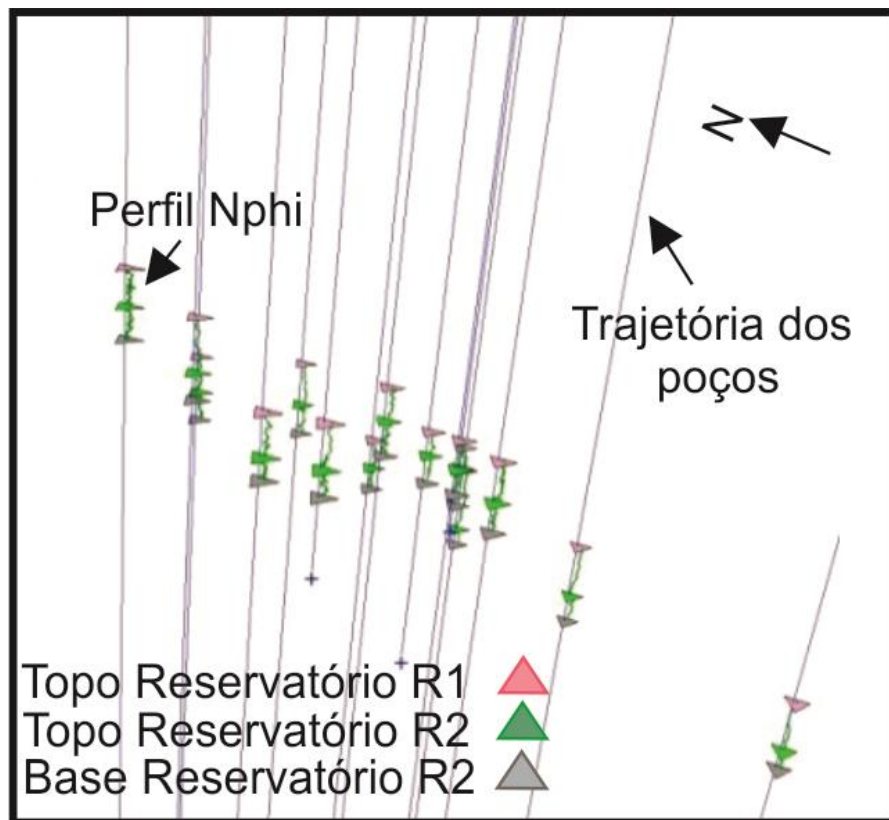 N
Perfil Nphi
Trajetória dos
poços
Topo Reservatório R1
Topo Reservatório R2
Base Reservatório R2